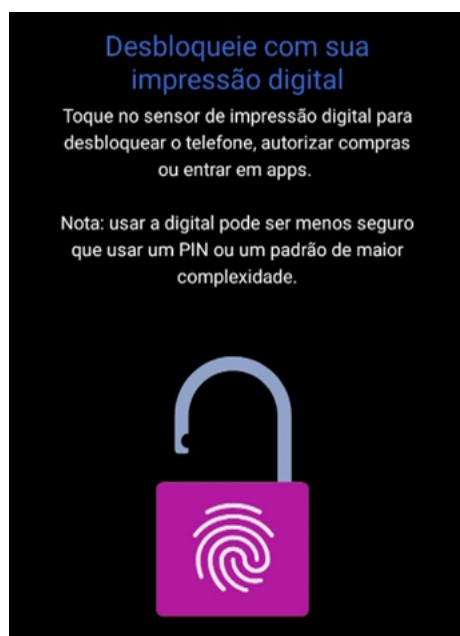 Desbloqueie com sua
impressão digital
Toque no sensor de impressão digital para
desbloquear o telefone, autorizar compras
ou entrar em apps.
Nota: usar a digital pode ser menos seguro
que usar um PIN ou um padrão de maior
complexidade.